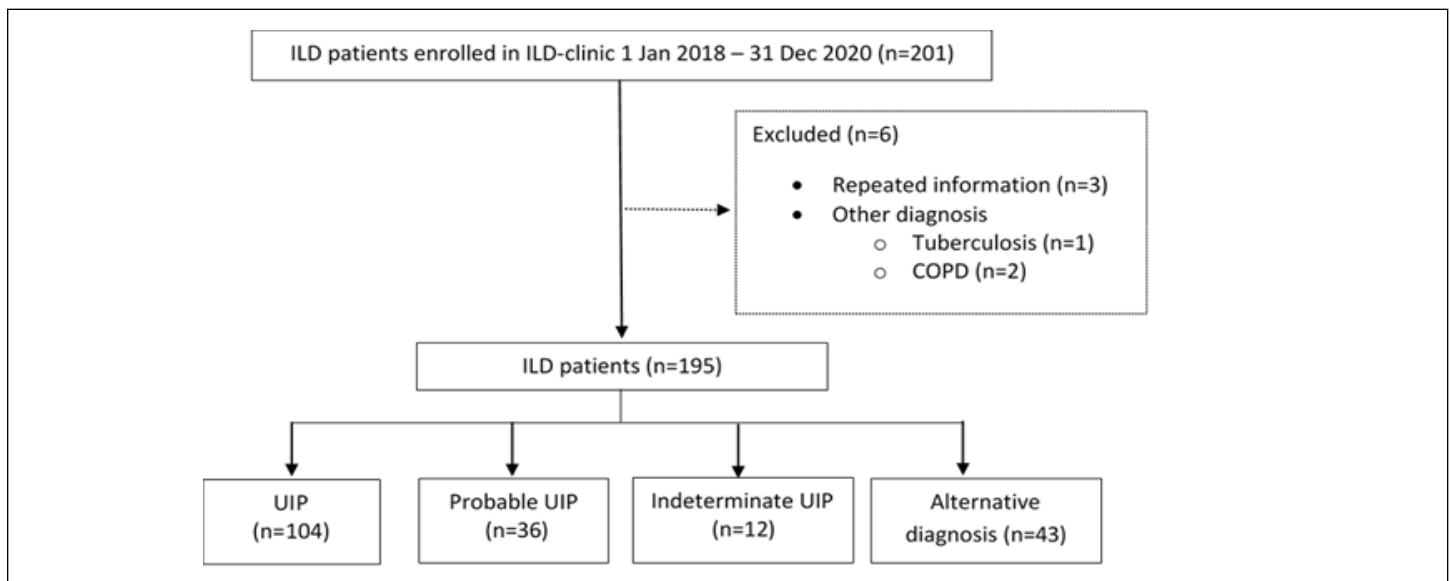 ILD patients enrolled in ILD-clinic 1 Jan 2018 – 31 Dec 2020 (n=201)
Excluded (n=6)
• Repeated information (n=3)
• Other diagnosis
o Tuberculosis (n=1)
o COPD (n=2)
ILD patients (n=195)
UIP
(n=104)
Probable UIP
(n=36)
Indeterminate UIP
(n=12)
Alternative
diagnosis (n=43)